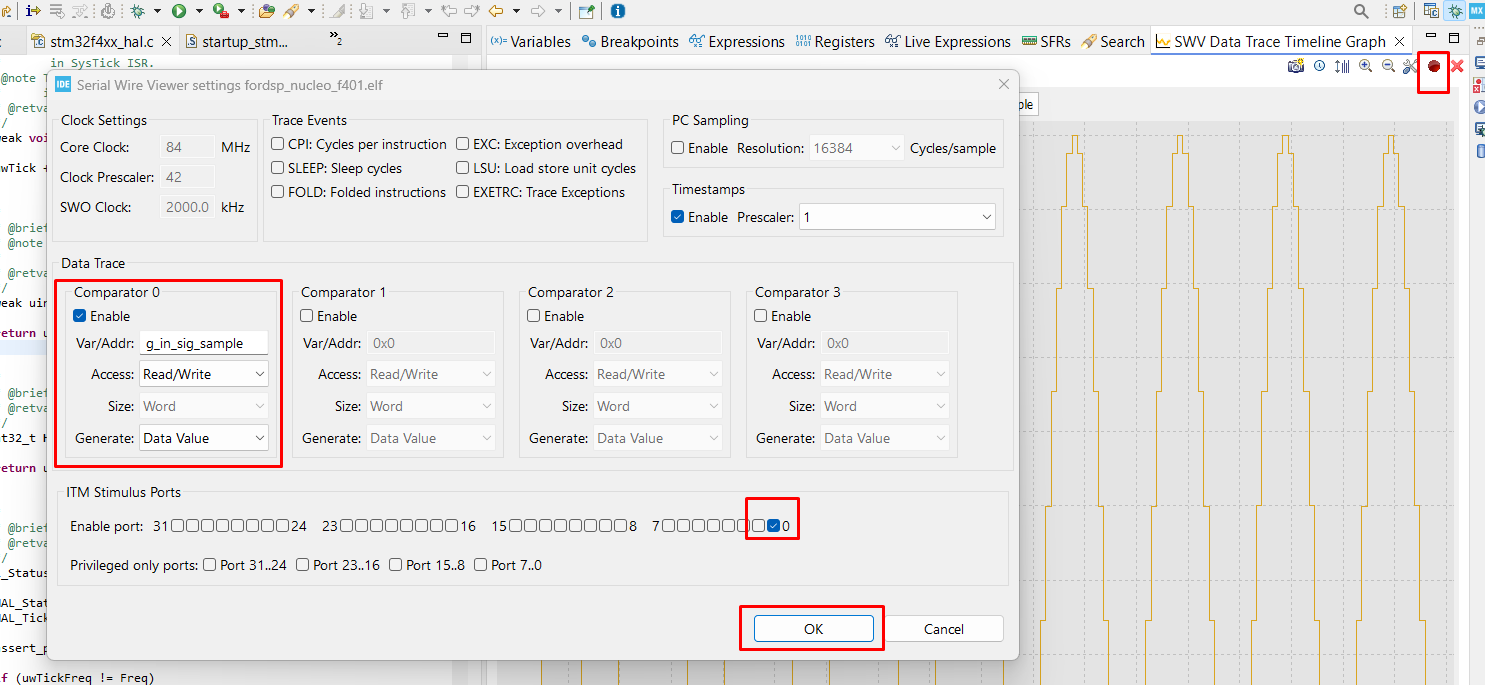 stm32f4xx_hal.c
startup_stm...
2
(x)= Variables
Breakpoints
Expressions
Registers
Live Expressions
SFRs
Search
SWV Data Trace Timeline Graph
MX
in SysTick ISR.
@note
@retva
eak voi
wTick +
@brief
@note
@retva
eak uin
return u
@brief
@retva
return u
@brief
@retva
AL_Tick
f (uwTickFreq != Freq)
IDE Serial Wire Viewer settings fordsp_nucleo_f401.elf
Clock Settings
Core Clock: 84 MHz
Clock Prescaler: 42
SWO Clock: 2000.0 kHz
Trace Events
CPI: Cycles per instruction EXC: Exception overhead
SLEEP: Sleep cycles LSU: Load store unit cycles
FOLD: Folded instructions EXETRC: Trace Exceptions
PC Sampling
Enable Resolution: 16384 Cycles/sample
Timestamps
Enable Prescaler: 1
Data Trace
Comparator 0
Enable
Var/Addr: g_in_sig_sample
Access: Read/Write
Size: Word
Generate: Data Value
Comparator 1
Enable
Var/Addr: 0x0
Access: Read/Write
Size: Word
Generate: Data Value
Comparator 2
Enable
Var/Addr: 0x0
Access: Read/Write
Size: Word
Generate: Data Value
Comparator 3
Enable
Var/Addr: 0x0
Access: Read/Write
Size: Word
Generate: Data Value
ITM Stimulus Ports
Enable port: 31 24 23 16 15 8 7 0
Privileged only ports: Port 31..24 Port 23..16 Port 15..8 Port 7..0
OK Cancel